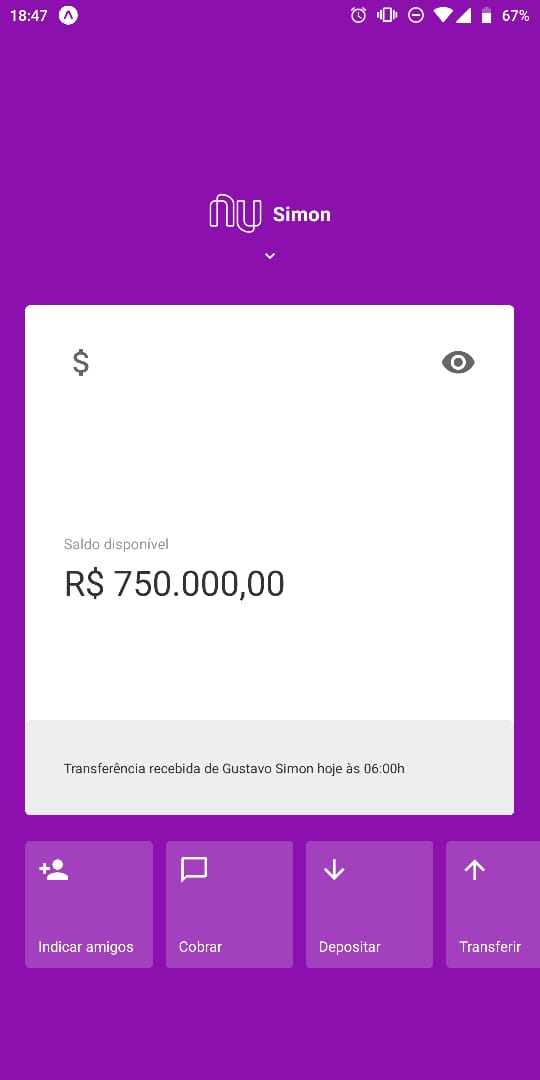 18:47
67%
nu Simon
$
Saldo disponível
R$ 750.000,00
Transferência recebida de Gustavo Simon hoje às 06:00h
Indicar amigos
Cobrar
Depositar
Transferir